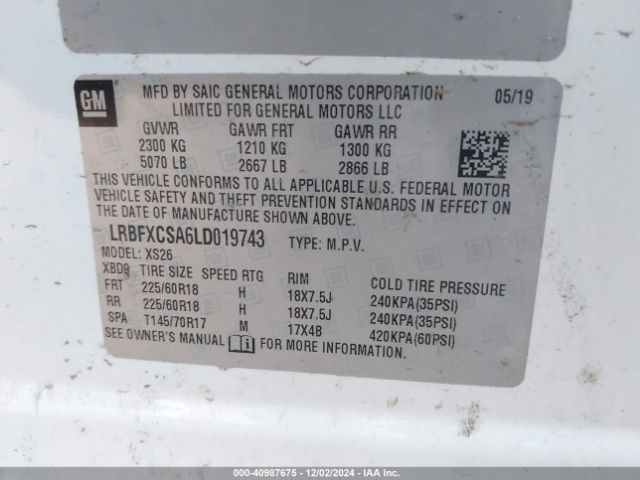 GM
MFD BY SAIC GENERAL MOTORS CORPORATION 05/19
LIMITED FOR GENERAL MOTORS LLC
GVWR GAWR FRT GAWR RR
2300 KG 1210 KG 1300 KG
5070 LB 2667 LB 2866 LB
THIS VEHICLE CONFORMS TO ALL APPLICABLE U.S. FEDERAL MOTOR
VEHICLE SAFETY AND THEFT PREVENTION STANDARDS IN EFFECT ON
THE DATE OF MANUFACTURE SHOWN ABOVE.
LRBFXCSA6LD019743 TYPE: M.P.V.
MODEL: XS26
XBD9 TIRE SIZE SPEED RTG RIM COLD TIRE PRESSURE
FRT 225/60R18 H 18X7.5J 240KPA(35PSI)
RR 225/60R18 H 18X7.5J 240KPA(35PSI)
SPA T145/70R17 M 17X4B 420KPA(60PSI)
SEE OWNER'S MANUAL FOR MORE INFORMATION.
000-40987675 - 12/02/2024 - IAA Inc.